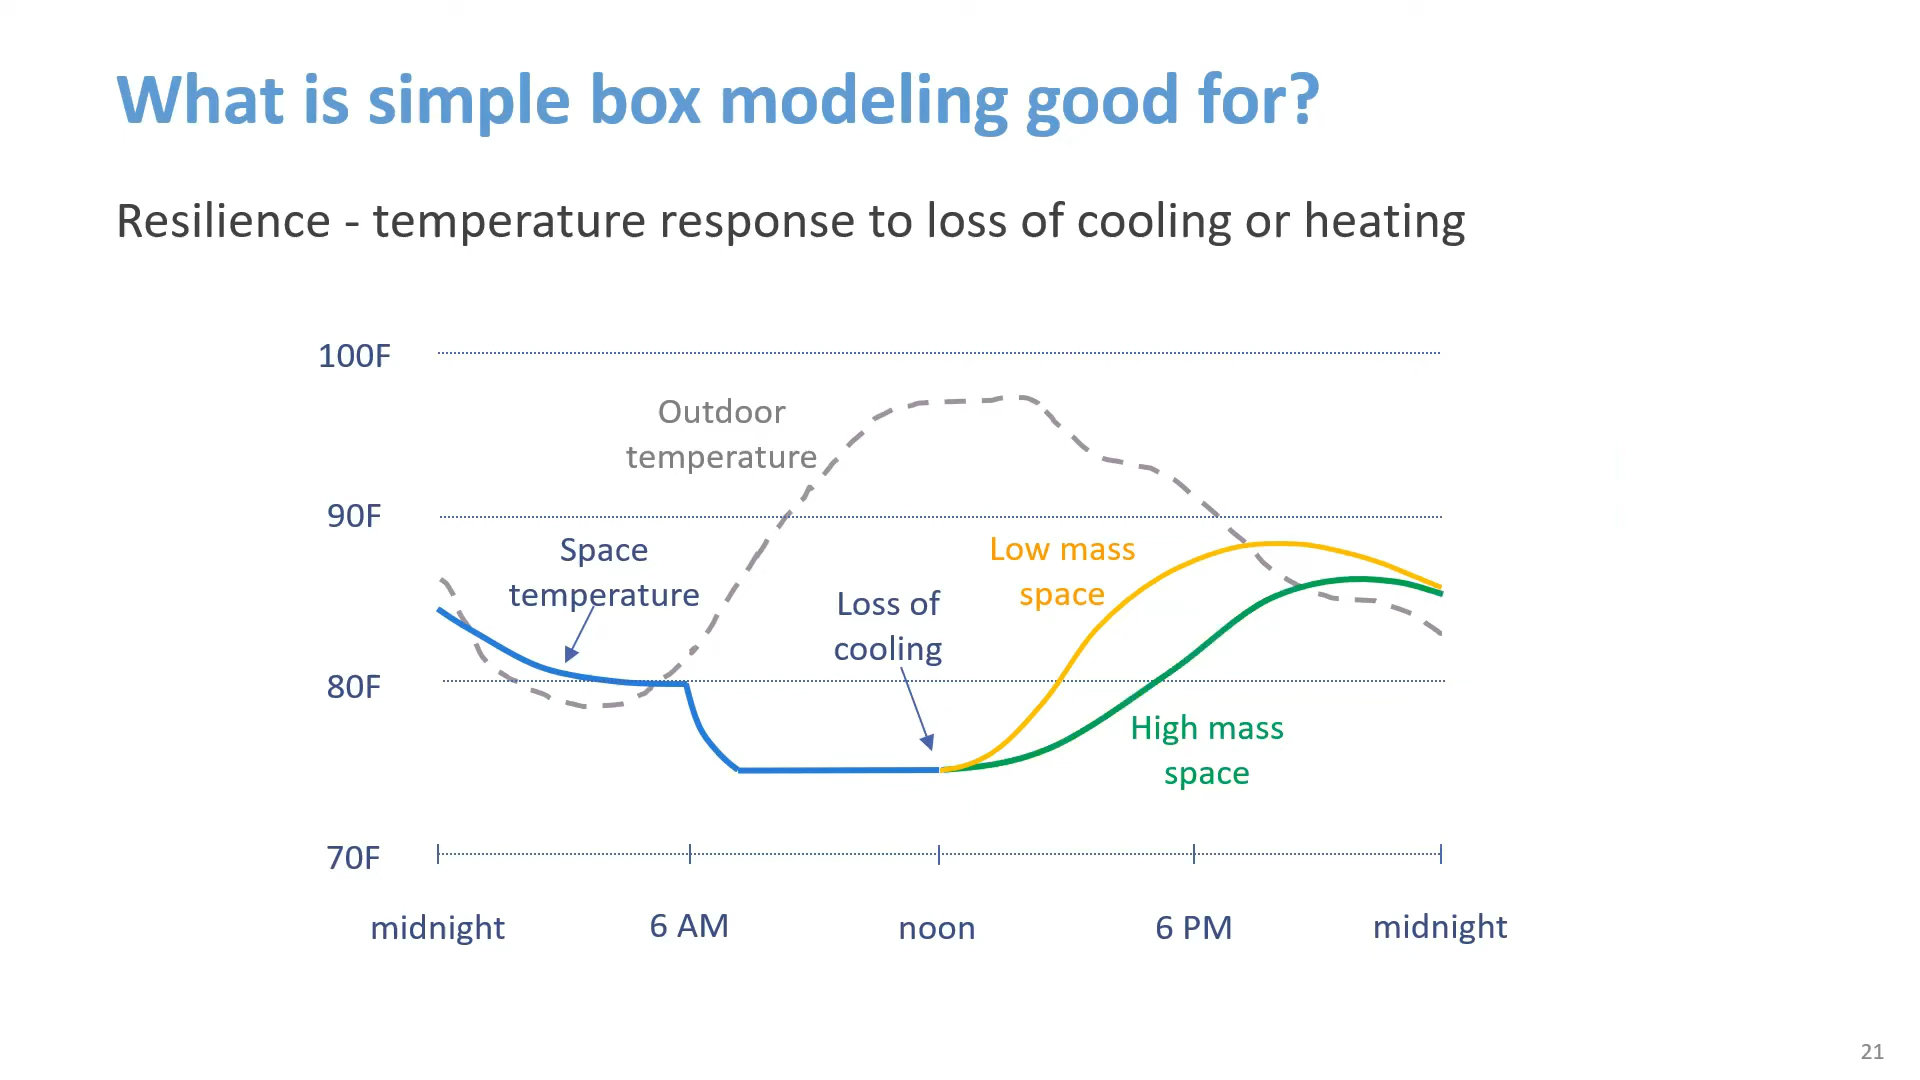 What is simple box modeling good for?
Resilience - temperature response to loss of cooling or heating
100F
Outdoor
temperature
90F
Space
temperature
Low mass
space
Loss of
cooling
80F
High mass
space
70F
midnight
6 AM
noon
6 PM
midnight
21